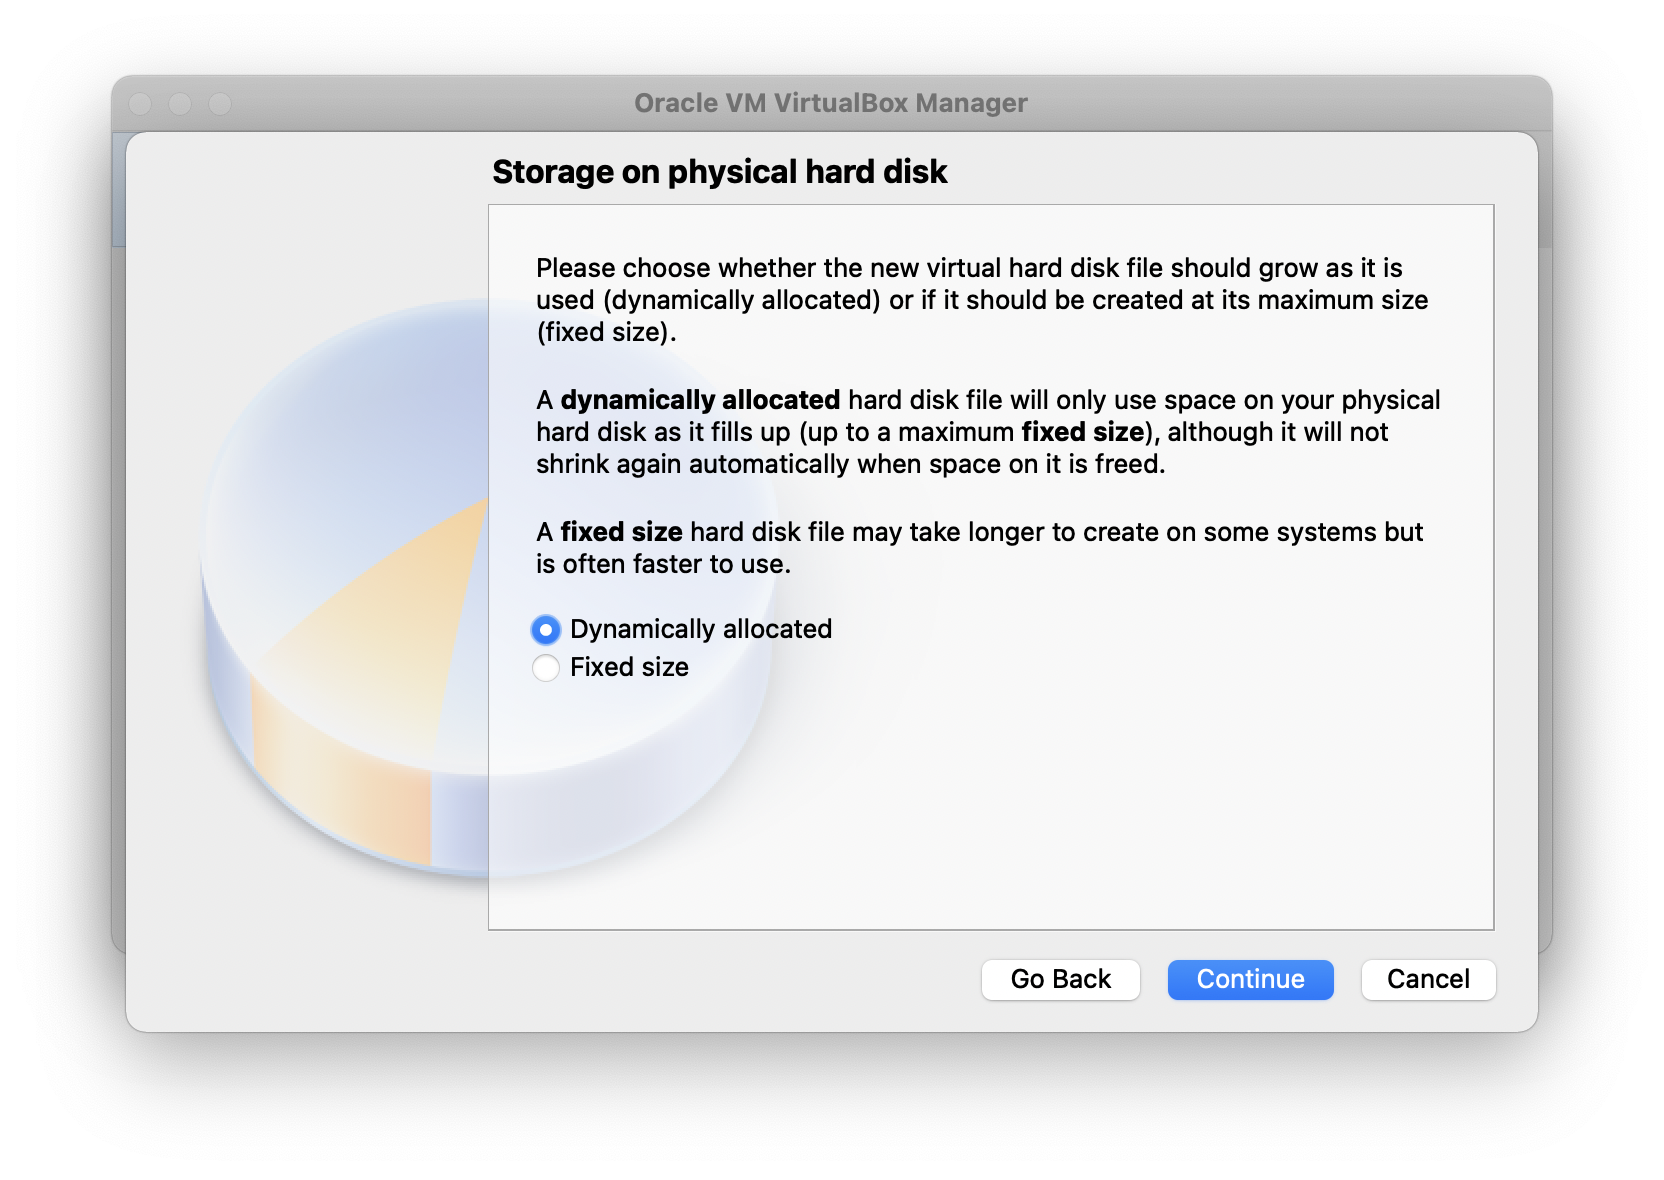 Oracle VM VirtualBox Manager
Storage on physical hard disk
Please choose whether the new virtual hard disk file should grow as it is
used (dynamically allocated) or if it should be created at its maximum size
(fixed size).
A dynamically allocated hard disk file will only use space on your physical
hard disk as it fills up (up to a maximum fixed size), although it will not
shrink again automatically when space on it is freed.
A fixed size hard disk file may take longer to create on some systems but
is often faster to use.
Dynamically allocated
Fixed size
Go Back
Continue
Cancel